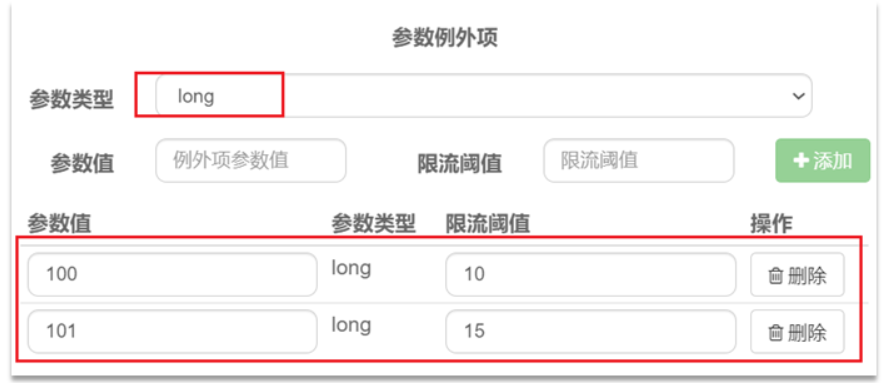 参数例外项
参数类型 long
参数值 例外项参数值 限流阈值 限流阈值 添加
参数值 参数类型 限流阈值 操作
100 long 10 删除
101 long 15 删除